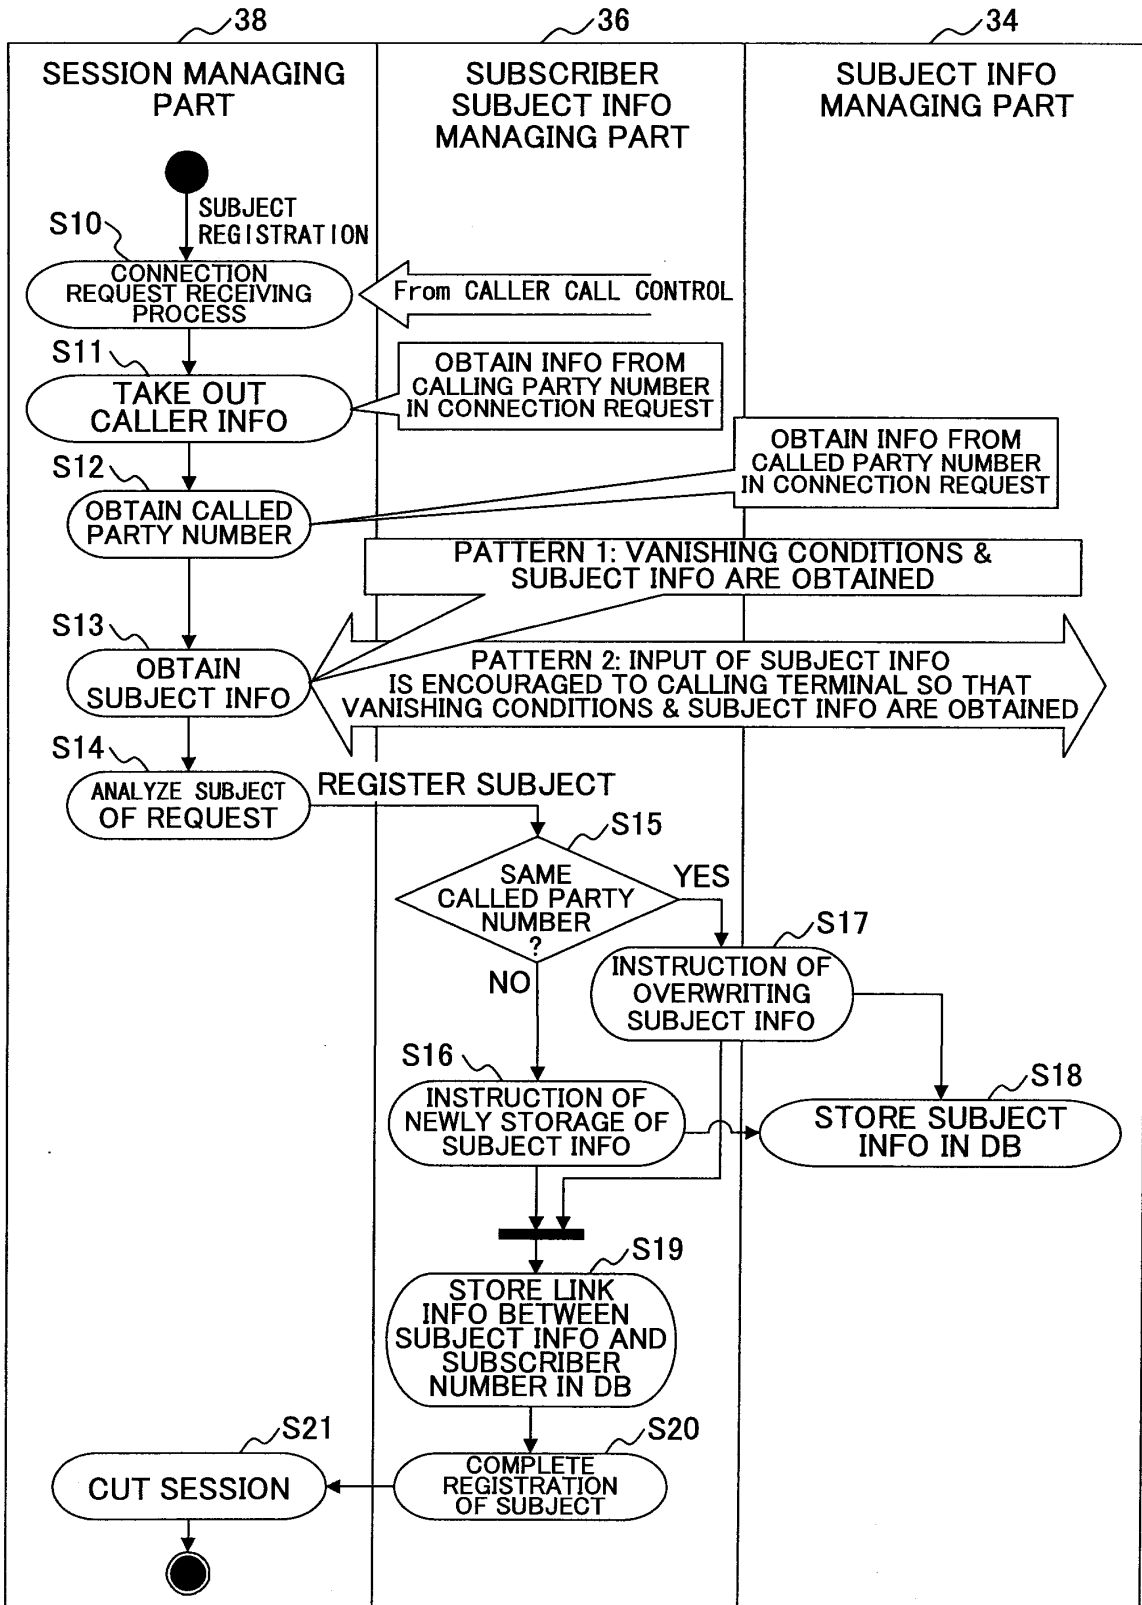 38
36
34
SESSION MANAGING
PART
SUBSCRIBER
SUBJECT INFO
MANAGING PART
SUBJECT INFO
MANAGING PART
SUBJECT
REGISTRATION
S10
CONNECTION
REQUEST RECEIVING
PROCESS
From CALLER CALL CONTROL
S11
TAKE OUT
CALLER INFO
OBTAIN INFO FROM
CALLING PARTY NUMBER
IN CONNECTION REQUEST
S12
OBTAIN CALLED
PARTY NUMBER
OBTAIN INFO FROM
CALLED PARTY NUMBER
IN CONNECTION REQUEST
PATTERN 1: VANISHING CONDITIONS &
SUBJECT INFO ARE OBTAINED
S13
OBTAIN
SUBJECT INFO
PATTERN 2: INPUT OF SUBJECT INFO
IS ENCOURAGED TO CALLING TERMINAL SO THAT
VANISHING CONDITIONS & SUBJECT INFO ARE OBTAINED
S14
ANALYZE SUBJECT
OF REQUEST
REGISTER SUBJECT
S15
SAME
CALLED PARTY
NUMBER
?
YES
NO
S17
INSTRUCTION OF
OVERWRITING
SUBJECT INFO
S16
INSTRUCTION OF
NEWLY STORAGE OF
SUBJECT INFO
S18
STORE SUBJECT
INFO IN DB
S19
STORE LINK
INFO BETWEEN
SUBJECT INFO AND
SUBSCRIBER
NUMBER IN DB
S20
COMPLETE
REGISTRATION
OF SUBJECT
S21
CUT SESSION